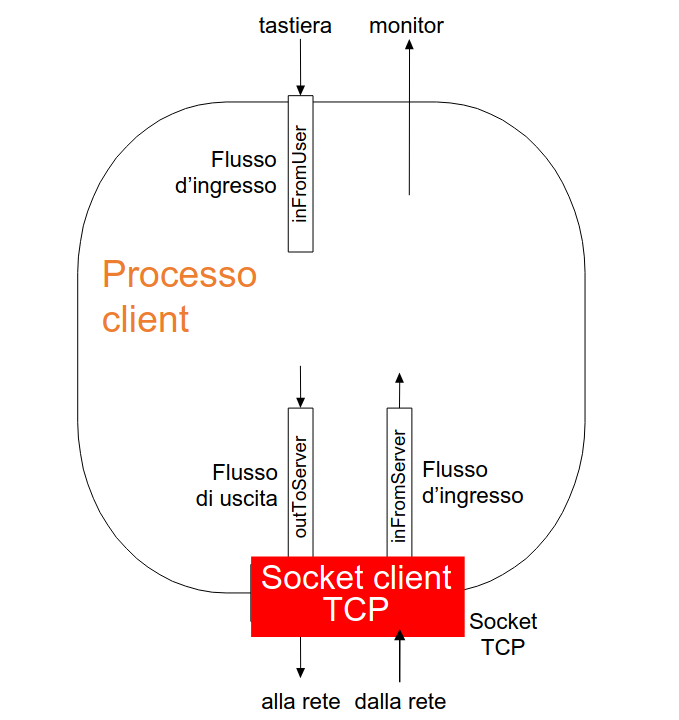 tastiera
monitor
Flusso
d'ingresso
inFromUser
Processo
client
Flusso
di uscita
outToServer
inFromServer
Flusso
d'ingresso
Socket client
TCP
Socket
TCP
alla rete
dalla rete